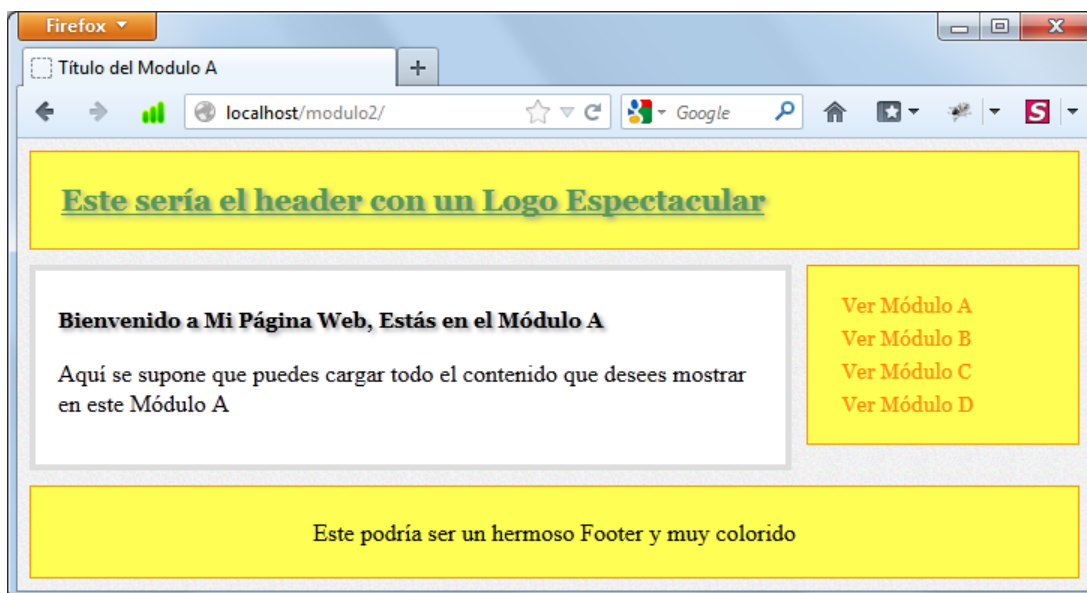 Firefox
Título del Modulo A
localhost/modulo2/
Google
Este sería el header con un Logo Espectacular
Bienvenido a Mi Página Web, Estás en el Módulo A
Aquí se supone que puedes cargar todo el contenido que desees mostrar
en este Módulo A
Ver Módulo A
Ver Módulo B
Ver Módulo C
Ver Módulo D
Este podría ser un hermoso Footer y muy colorido